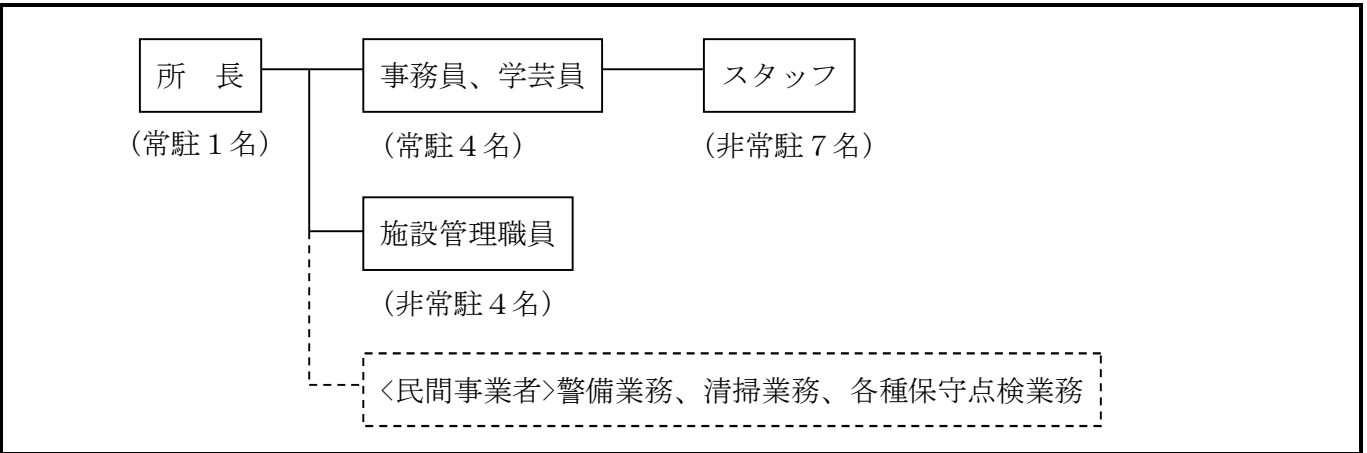 所　長
事務員、学芸員
スタッフ
（常駐１名）
（常駐４名）
（非常駐７名）
施設管理職員
（非常駐４名）
<民間事業者>警備業務、清掃業務、各種保守点検業務